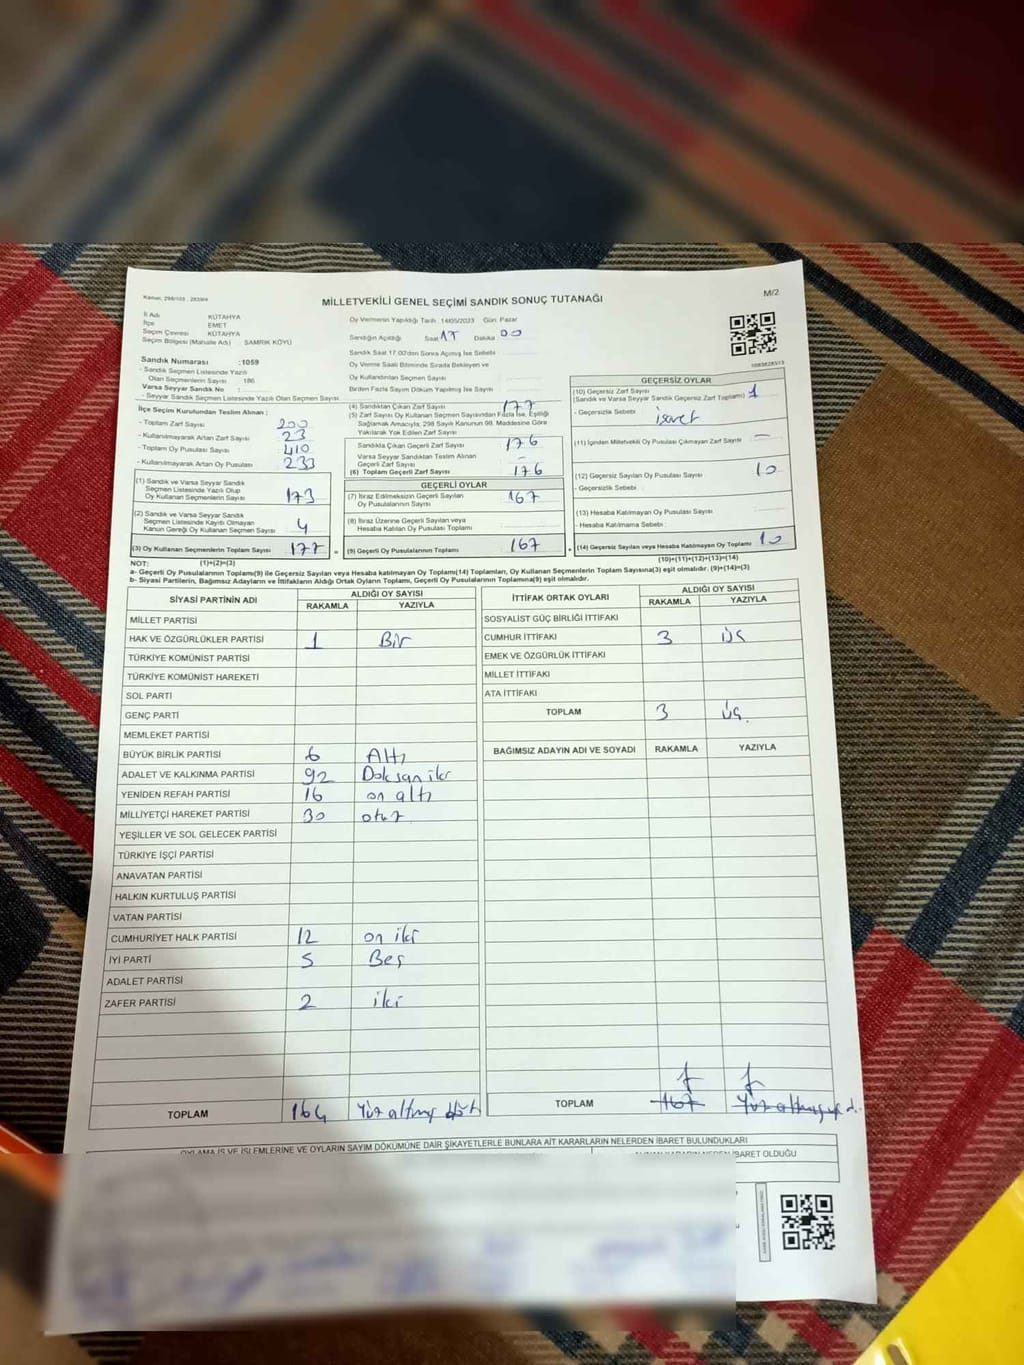 Kanun, 298/105 , 2839/4
MİLLETVEKİLİ GENEL SEÇİMİ SANDIK SONUÇ TUTANAĞI
M/2
İli Adı KÜTAHYA
İlçe EMET
Seçim Çevresi KÜTAHYA
Seçim Bölgesi (Mahalle Adı) SAMRIK KÖYÜ
Sandık Numarası :1059
- Sandık Seçmen Listesinde Yazılı
Olan Seçmenlerin Sayısı 186
Varsa Seyyar Sandık No :
- Seyyar Sandık Seçmen Listesinde Yazılı Olan Seçmen Sayısı
İlçe Seçim Kurulundan Teslim Alınan ;
- Toplam Zarf Sayısı 200
- Kullanılmayarak Artan Zarf Sayısı 23
- Toplam Oy Pusulası Sayısı 410
- Kullanılmayarak Artan Oy Pusulası 233
(1) Sandık ve Varsa Seyyar Sandık
Seçmen Listesinde Yazılı Olup
Oy Kullanan Seçmenlerin Sayısı 173
(2) Sandık ve Varsa Seyyar Sandık
Seçmen Listesinde Kayıtlı Olmayan
Kanun Gereği Oy Kullanan Seçmen Sayısı 4
(3) Oy Kullanan Seçmenlerin Toplam Sayısı 177
Oy Vermenin Yapıldığı Tarih 14/05/2023 Gün: Pazar
Sandığın Açıldığı Saat 17 Dakika 00
Sandık Saat 17.00'den Sonra Açılmış İse Sebebi
Oy Verme Saati Bitiminde Sırada Bekleyen ve
Oy Kullandırılan Seçmen Sayısı
Birden Fazla Sayım Döküm Yapılmış İse Sayısı
(4) Sandıktan Çıkan Zarf Sayısı 177
(5) Zarf Sayısı Oy Kullanan Seçmen Sayısından Fazla İse, Eşitliği
Sağlamak Amacıyla, 298 Sayılı Kanunun 98. Maddesine Göre
Yakılarak Yok Edilen Zarf Sayısı
Sandıkta Çıkan Geçerli Zarf Sayısı 176
Varsa Seyyar Sandıktan Teslim Alınan
Geçerli Zarf Sayısı –
(6) Toplam Geçerli Zarf Sayısı 176
GEÇERLİ OYLAR
(7) İtiraz Edilmeksizin Geçerli Sayılan
Oy Pusulalarının Sayısı 167
(8) İtiraz Üzerine Geçerli Sayılan veya
Hesaba Katılan Oy Pusulası Toplamı
= (9) Geçerli Oy Pusulalarının Toplamı 167
GEÇERSİZ OYLAR
(10) Geçersiz Zarf Sayısı
(Sandık ve Varsa Seyyar Sandık Geçersiz Zarf Toplamı) 1
- Geçersizlik Sebebi : işaret
(11) İçinden Milletvekili Oy Pusulası Çıkmayan Zarf Sayısı –
(12) Geçersiz Sayılan Oy Pusulası Sayısı 10
- Geçersizlik Sebebi :
(13) Hesaba Katılmayan Oy Pusulası Sayısı
- Hesaba Katılmama Sebebi :
+ (14) Geçersiz Sayılan veya Hesaba Katılmayan Oy Toplamı 10
NOT: (1)+(2)=(3) (10)+(11)+(12)+(13)=(14)
a- Geçerli Oy Pusulalarının Toplamı(9) ile Geçersiz Sayılan veya Hesaba katılmayan Oy Toplamı(14) Toplamları, Oy Kullanan Seçmenlerin Toplam Sayısına(3) eşit olmalıdır. (9)+(14)=(3)
b- Siyasi Partilerin, Bağımsız Adayların ve İttifakların Aldığı Ortak Oyların Toplamı, Geçerli Oy Pusulalarının Toplamına(9) eşit olmalıdır.
SİYASİ PARTİNİN ADI ALDIĞI OY SAYISI
RAKAMLA YAZIYLA
MİLLET PARTİSİ
HAK VE ÖZGÜRLÜKLER PARTİSİ 1 Bir
TÜRKİYE KOMÜNİST PARTİSİ
TÜRKİYE KOMÜNİST HAREKETİ
SOL PARTİ
GENÇ PARTİ
MEMLEKET PARTİSİ
BÜYÜK BİRLİK PARTİSİ 6 Altı
ADALET VE KALKINMA PARTİSİ 92 Doksan iki
YENİDEN REFAH PARTİSİ 16 on altı
MİLLİYETÇİ HAREKET PARTİSİ 30 otuz
YEŞİLLER VE SOL GELECEK PARTİSİ
TÜRKİYE İŞÇİ PARTİSİ
ANAVATAN PARTİSİ
HALKIN KURTULUŞ PARTİSİ
VATAN PARTİSİ
CUMHURİYET HALK PARTİSİ 12 on iki
İYİ PARTİ 5 Beş
ADALET PARTİSİ
ZAFER PARTİSİ 2 iki
TOPLAM 164 Yüz altmış dört
İTTİFAK ORTAK OYLARI ALDIĞI OY SAYISI
RAKAMLA YAZIYLA
SOSYALİST GÜÇ BİRLİĞİ İTTİFAKI
CUMHUR İTTİFAKI 3 üç
EMEK VE ÖZGÜRLÜK İTTİFAKI
MİLLET İTTİFAKI
ATA İTTİFAKI
TOPLAM 3 üç.
BAĞIMSIZ ADAYIN ADI VE SOYADI RAKAMLA YAZIYLA
TOPLAM 167
OYLAMA İŞ VE İŞLEMLERİNE VE OYLARIN SAYIM DÖKÜMÜNE DAİR ŞİKAYETLERLE BUNLARA AİT KARARLARIN NELERDEN İBARET BULUNDUKLARI